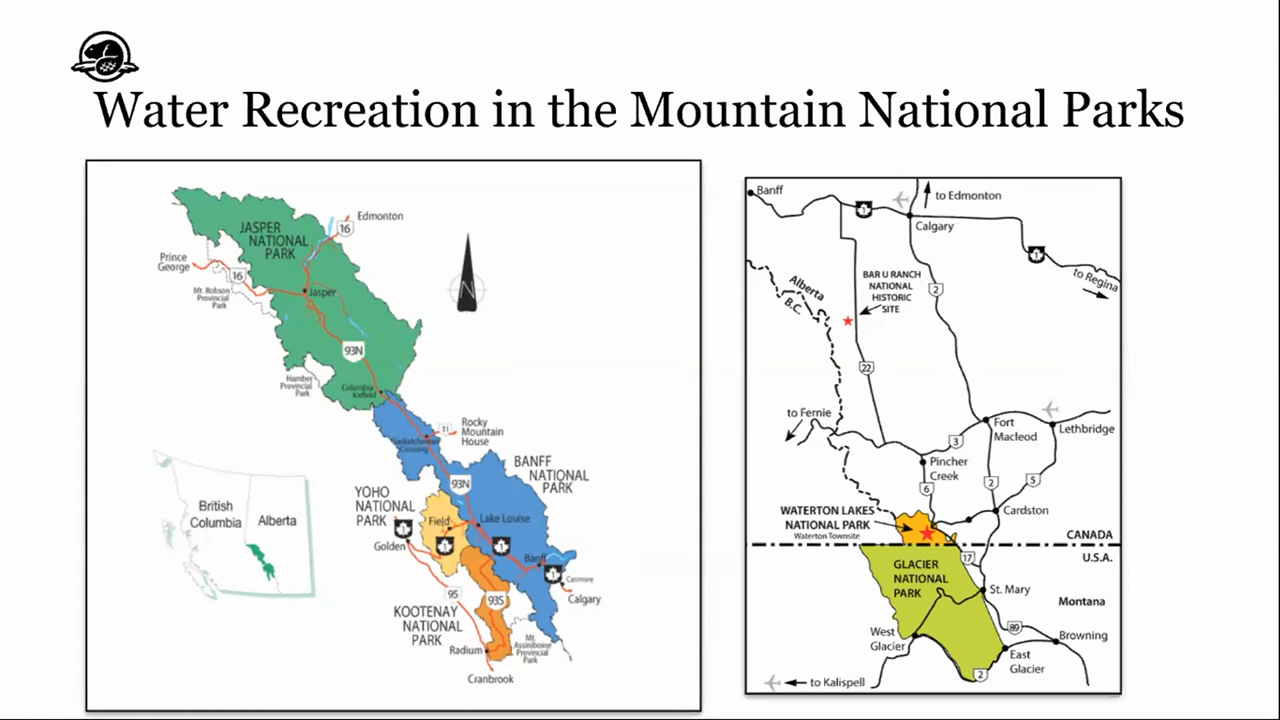 Water Recreation in the Mountain National Parks
JASPER
NATIONAL
PARK
Edmonton
16
Prince
George
16
Mt. Robson
Provincial
Park
Jasper
N
93N
Hamber
Provincial
Park
Columbia
Icefield
Rocky
Mountain
House
11
Saskatchewan
Crossing
BANFF
NATIONAL
PARK
93N
YOHO
NATIONAL
PARK
Field
Lake Louise
1
Golden
1
1
Banff
1
Canmore
Calgary
95
93S
KOOTENAY
NATIONAL
PARK
Mt.
Assiniboine
Provincial
Park
Radium
Cranbrook
British
Columbia
Alberta
Banff
to Edmonton
1
Calgary
1
to Regina
Alberta
B.C.
BAR U RANCH
NATIONAL
HISTORIC
SITE
2
22
to Fernie
Fort
Macleod
Lethbridge
3
Pincher
Creek
6
2
5
WATERTON LAKES
NATIONAL PARK
Waterton Townsite
Cardston
CANADA
U.S.A.
17
GLACIER
NATIONAL
PARK
St. Mary
Montana
89
West
Glacier
Browning
East
Glacier
2
to Kalispell